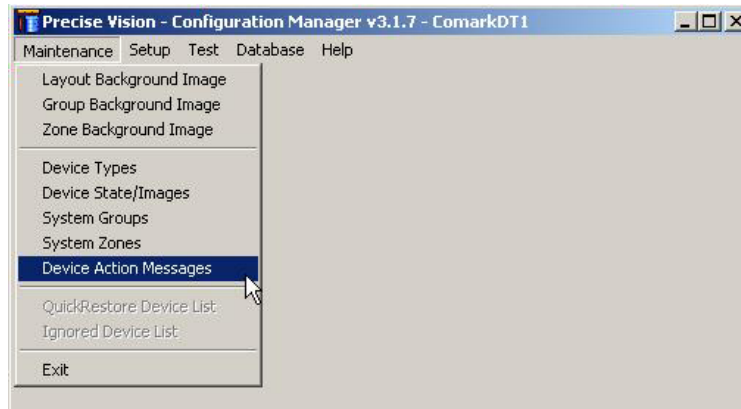 Precise Vision - Configuration Manager v3.1.7 - ComarkDT1
Maintenance Setup Test Database Help
Layout Background Image
Group Background Image
Zone Background Image
Device Types
Device State/Images
System Groups
System Zones
Device Action Messages
QuickRestore Device List
Ignored Device List
Exit